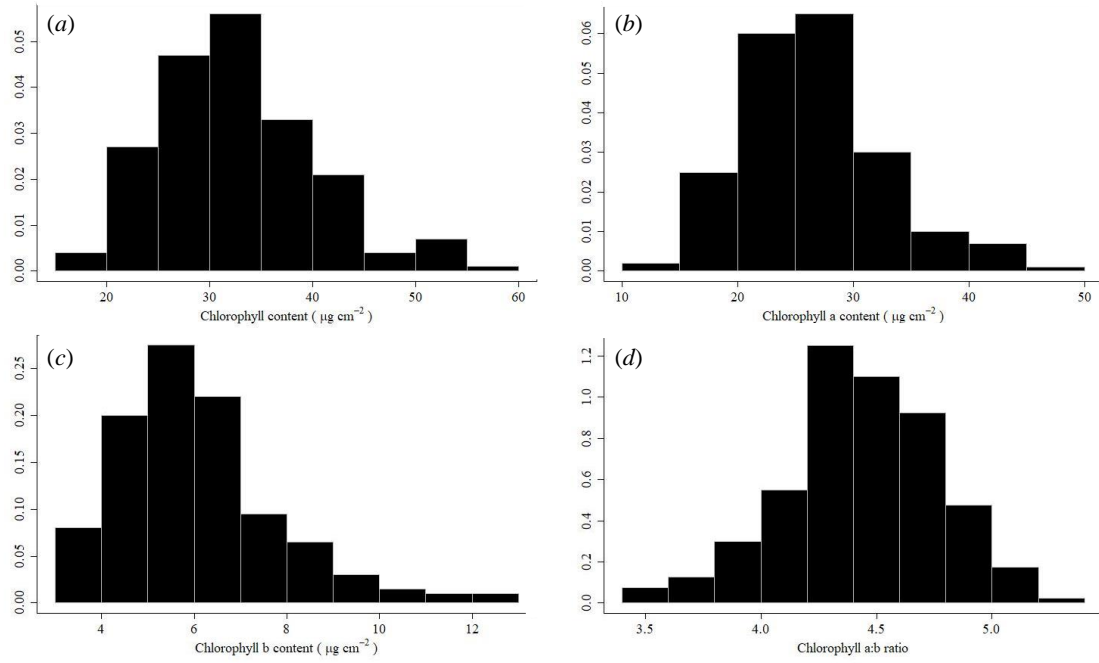 (a)
0.05
0.04
0.03
0.02
0.01
0.00
20 30 40 50 60
Chlorophyll content ( μg cm⁻² )
(b)
0.06
0.05
0.04
0.03
0.02
0.01
0.00
10 20 30 40 50
Chlorophyll a content ( μg cm⁻² )
(c)
0.25
0.20
0.15
0.10
0.05
0.00
4 6 8 10 12
Chlorophyll b content ( μg cm⁻² )
(d)
1.2
1.0
0.8
0.6
0.4
0.2
0.0
3.5 4.0 4.5 5.0
Chlorophyll a:b ratio